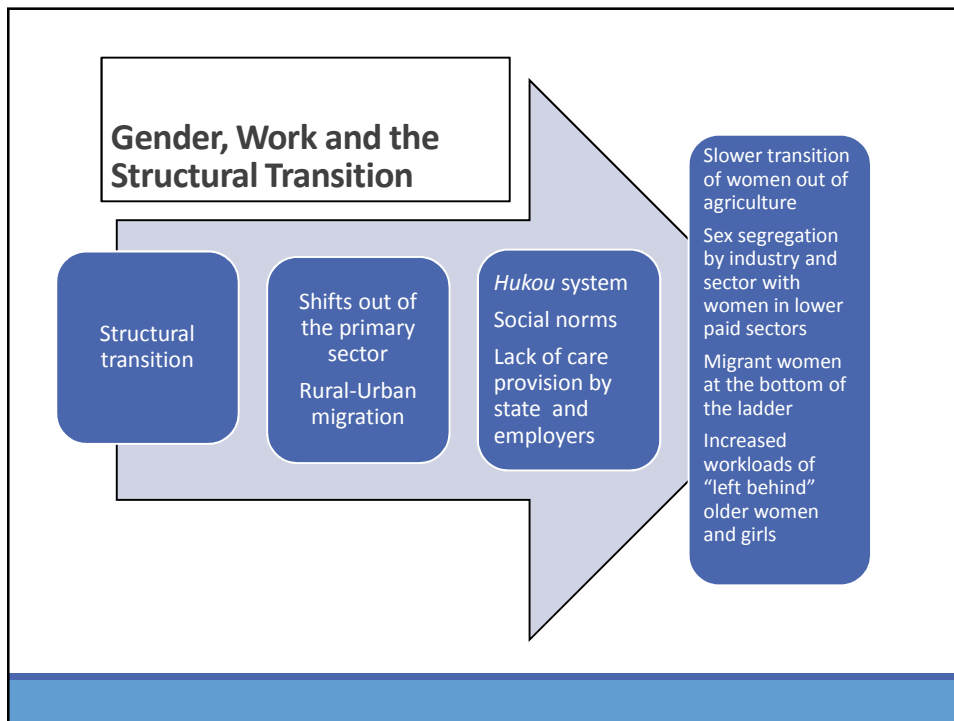 Gender, Work and the
Structural Transition
Structural
transition
Shifts out of
the primary
sector
Rural-Urban
migration
Hukou system
Social norms
Lack of care
provision by
state and
employers
Slower transition
of women out of
agriculture
Sex segregation
by industry and
sector with
women in lower
paid sectors
Migrant women
at the bottom of
the ladder
Increased
workloads of
“left behind”
older women
and girls